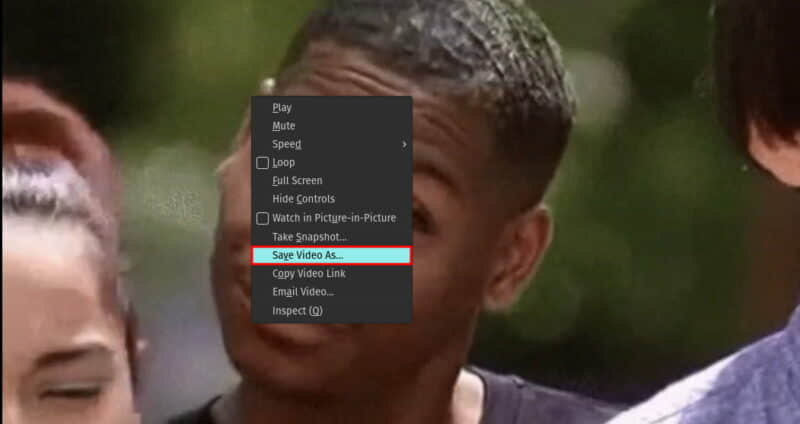 Play
Mute
Speed
Loop
Full Screen
Hide Controls
Watch in Picture-in-Picture
Take Snapshot...
Save Video As...
Copy Video Link
Email Video...
Inspect (Q)